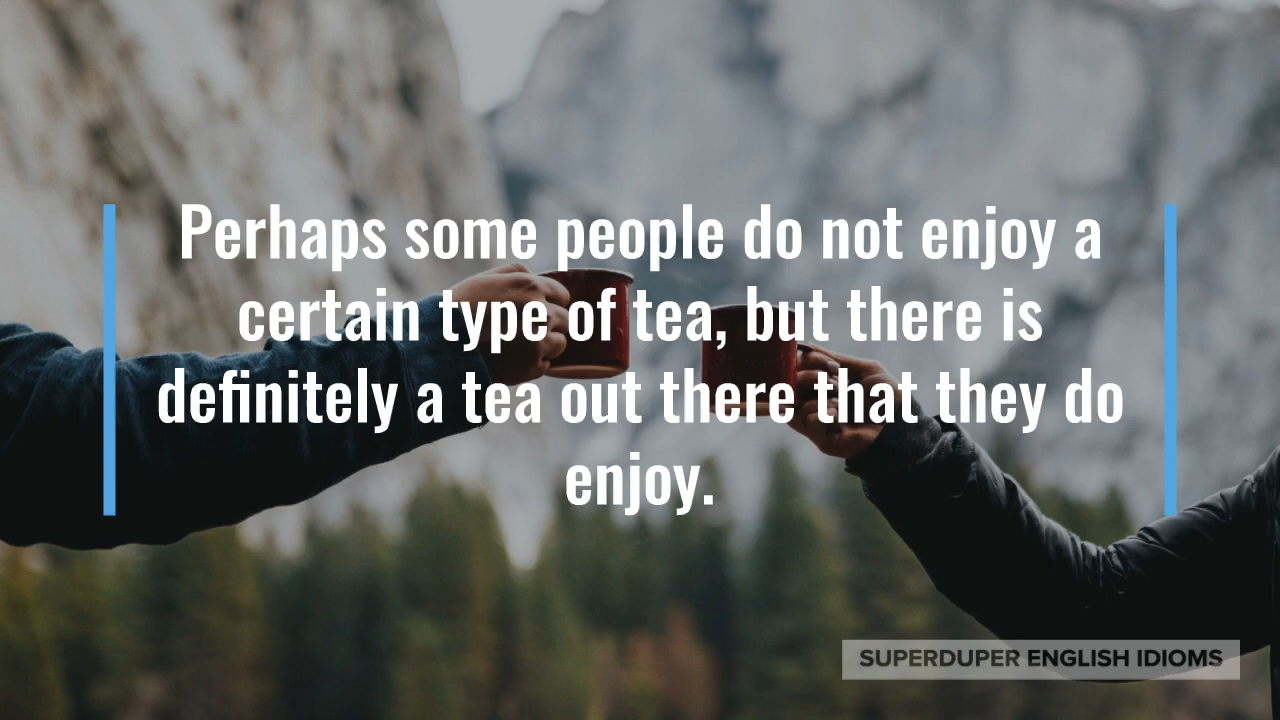 Perhaps some people do not enjoy a
certain type of tea, but there is
definitely a tea out there that they do
enjoy.
SUPERDUPER ENGLISH IDIOMS